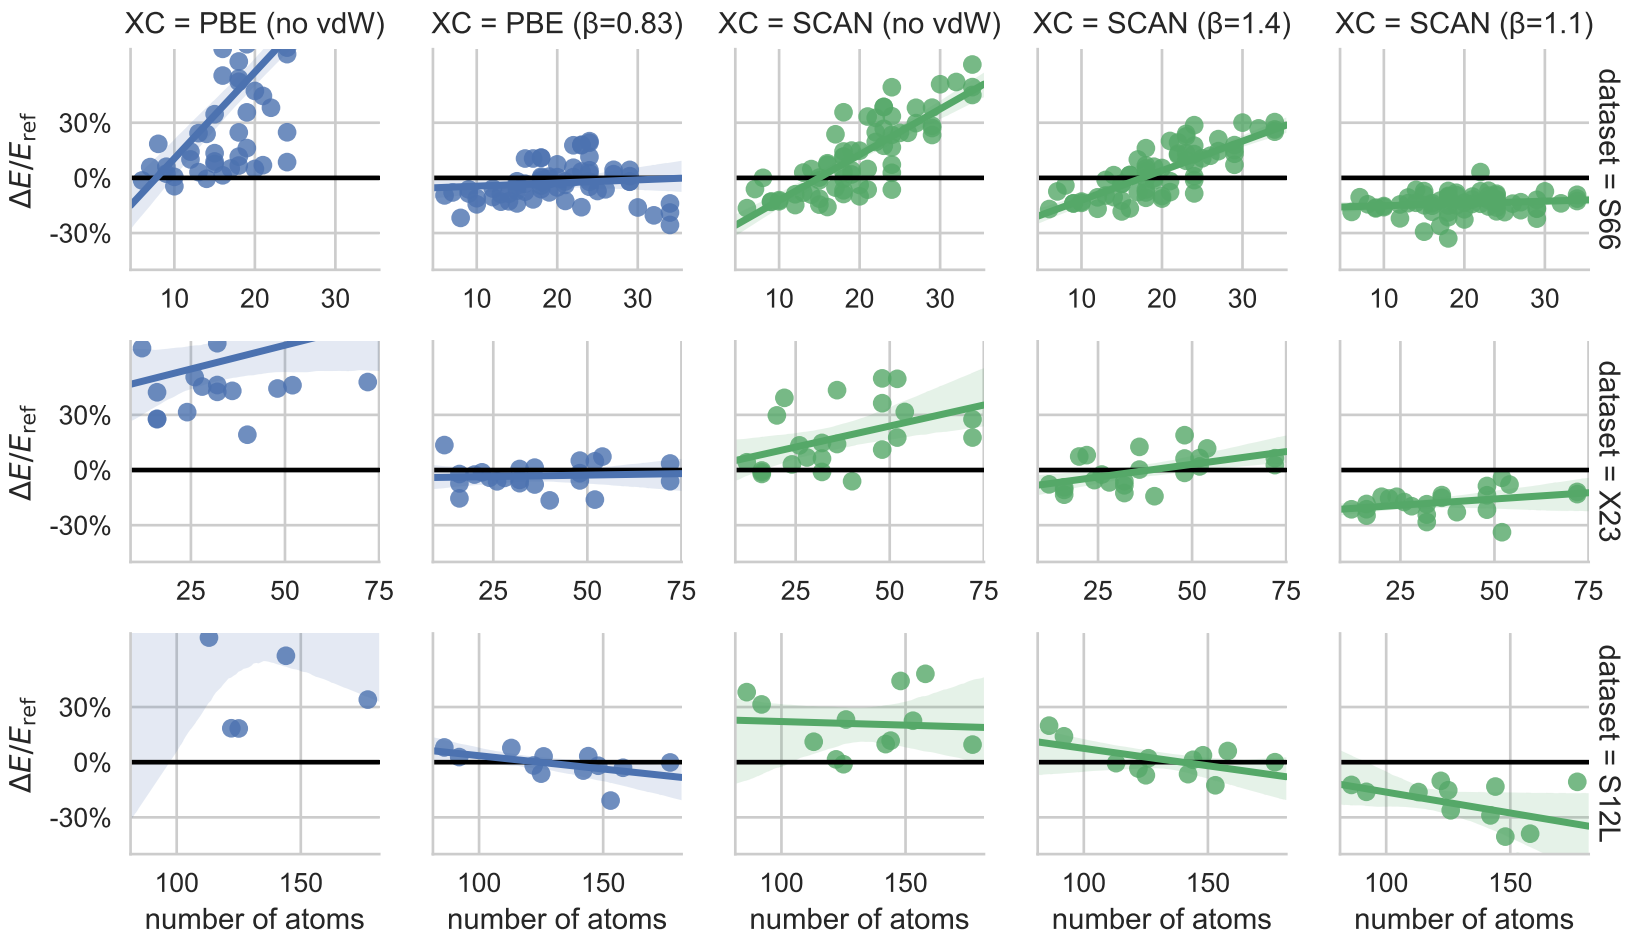 XC = PBE (no vdW) XC = PBE (β=0.83) XC = SCAN (no vdW) XC = SCAN (β=1.4) XC = SCAN (β=1.1)
ΔE/E_ref
30%
0%
-30%
10 20 30 10 20 30 10 20 30 10 20 30 10 20 30
dataset = S66
ΔE/E_ref
30%
0%
-30%
25 50 75 25 50 75 25 50 75 25 50 75 25 50 75
dataset = X23
ΔE/E_ref
30%
0%
-30%
100 150 100 150 100 150 100 150 100 150
dataset = S12L
number of atoms number of atoms number of atoms number of atoms number of atoms